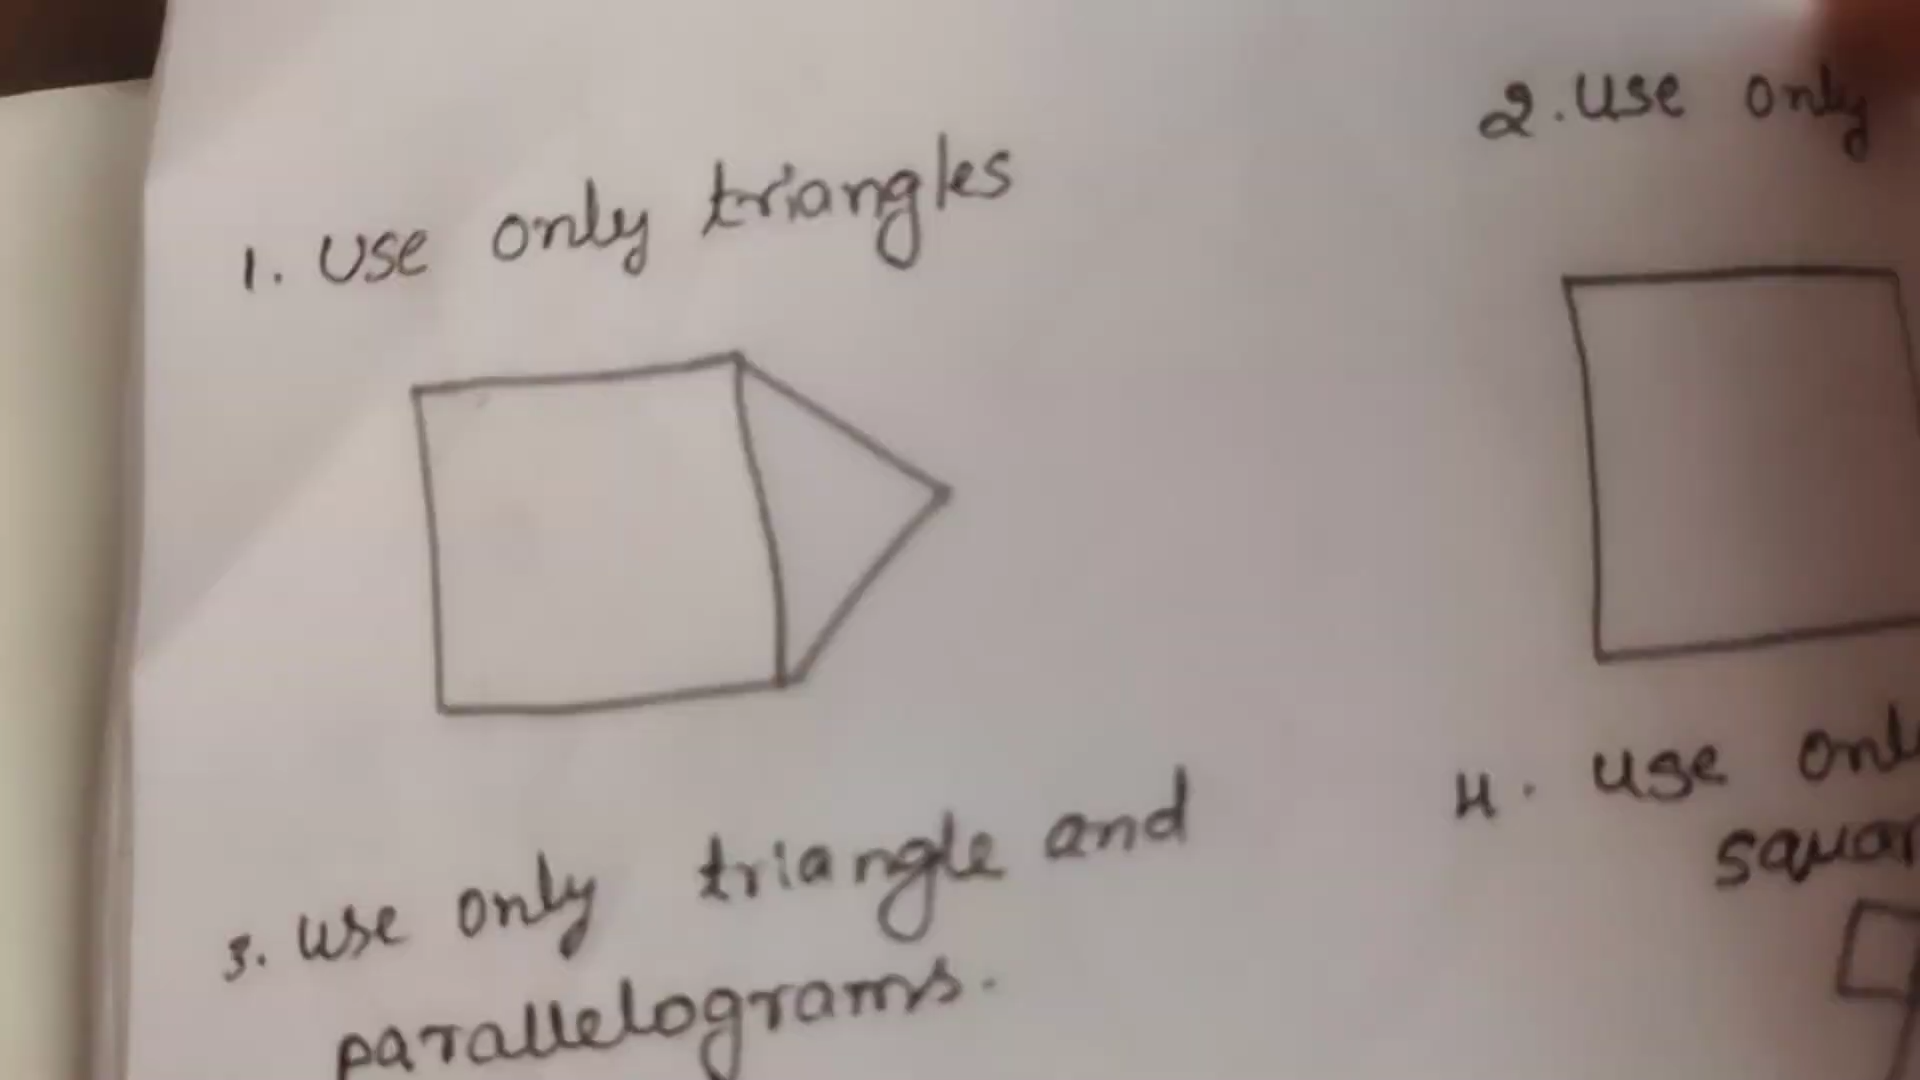 1. Use only triangles
2. Use only
3. Use only triangle and
parallelograms.
4. Use